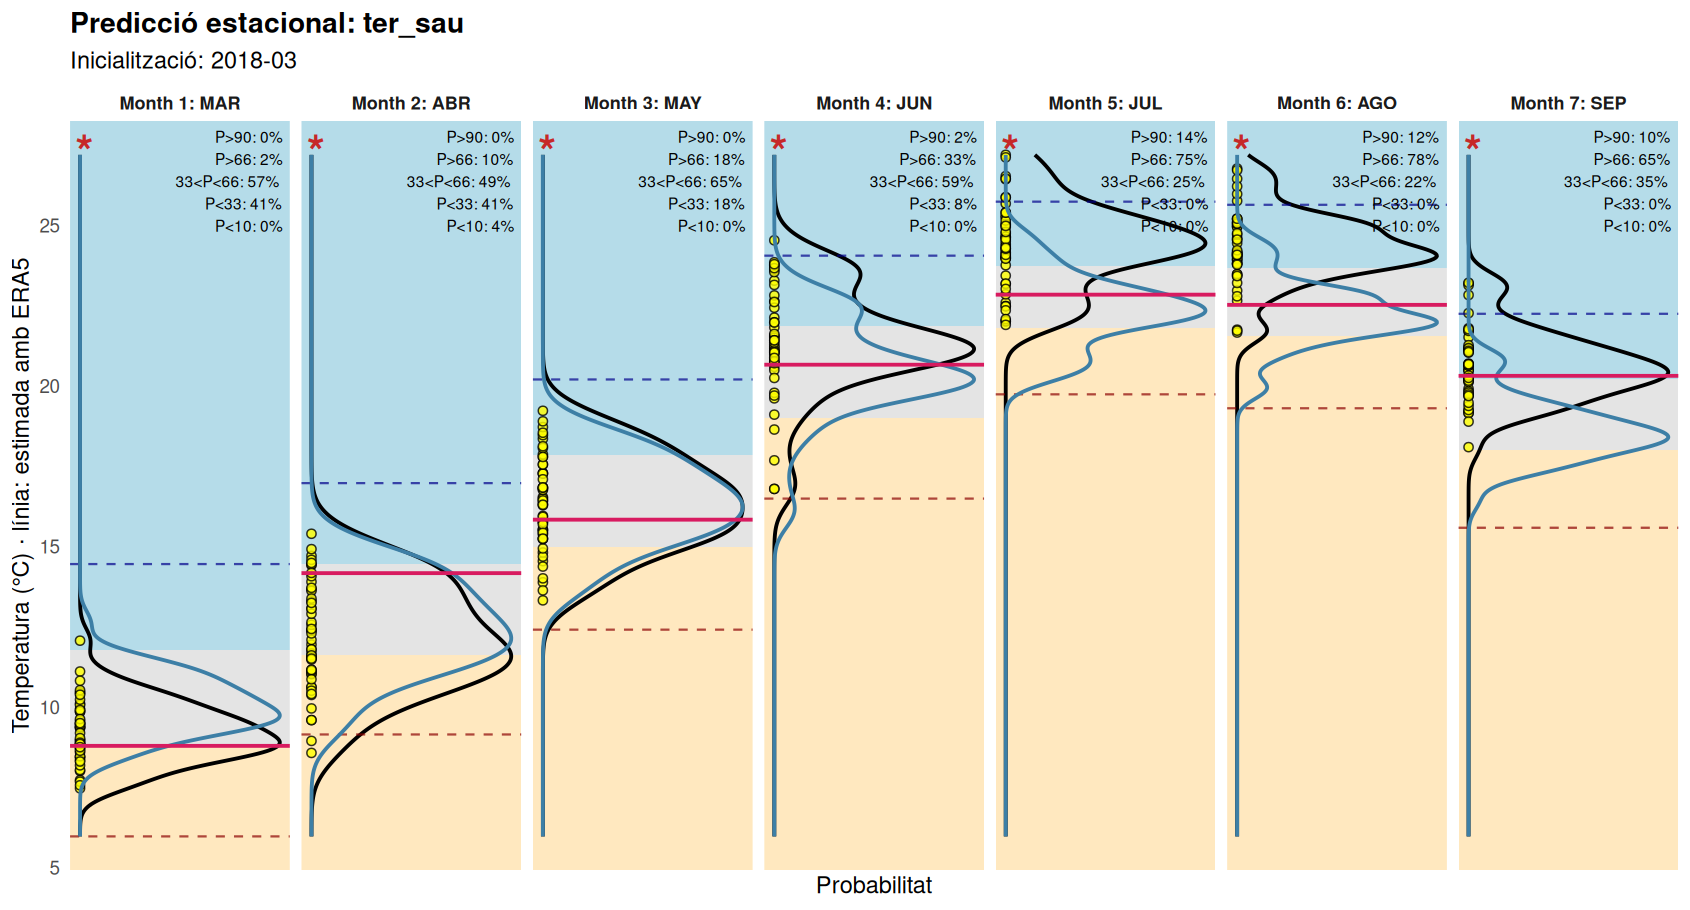 Predicció estacional: ter_sau
Inicialització: 2018-03
Month 1: MAR
Month 2: ABR
Month 3: MAY
Month 4: JUN
Month 5: JUL
Month 6: AGO
Month 7: SEP
*
P>90: 0%
P>66: 2%
33<P<66: 57%
P<33: 41%
P<10: 0%
*
P>90: 0%
P>66: 10%
33<P<66: 49%
P<33: 41%
P<10: 4%
*
P>90: 0%
P>66: 18%
33<P<66: 65%
P<33: 18%
P<10: 0%
*
P>90: 2%
P>66: 33%
33<P<66: 59%
P<33: 8%
P<10: 0%
*
P>90: 14%
P>66: 75%
33<P<66: 25%
P<33: 0%
P<10: 0%
*
P>90: 12%
P>66: 78%
33<P<66: 22%
P<33: 0%
P<10: 0%
*
P>90: 10%
P>66: 65%
33<P<66: 35%
P<33: 0%
P<10: 0%
25
20
15
10
5
Temperatura (°C) · línia: estimada amb ERA5
Probabilitat